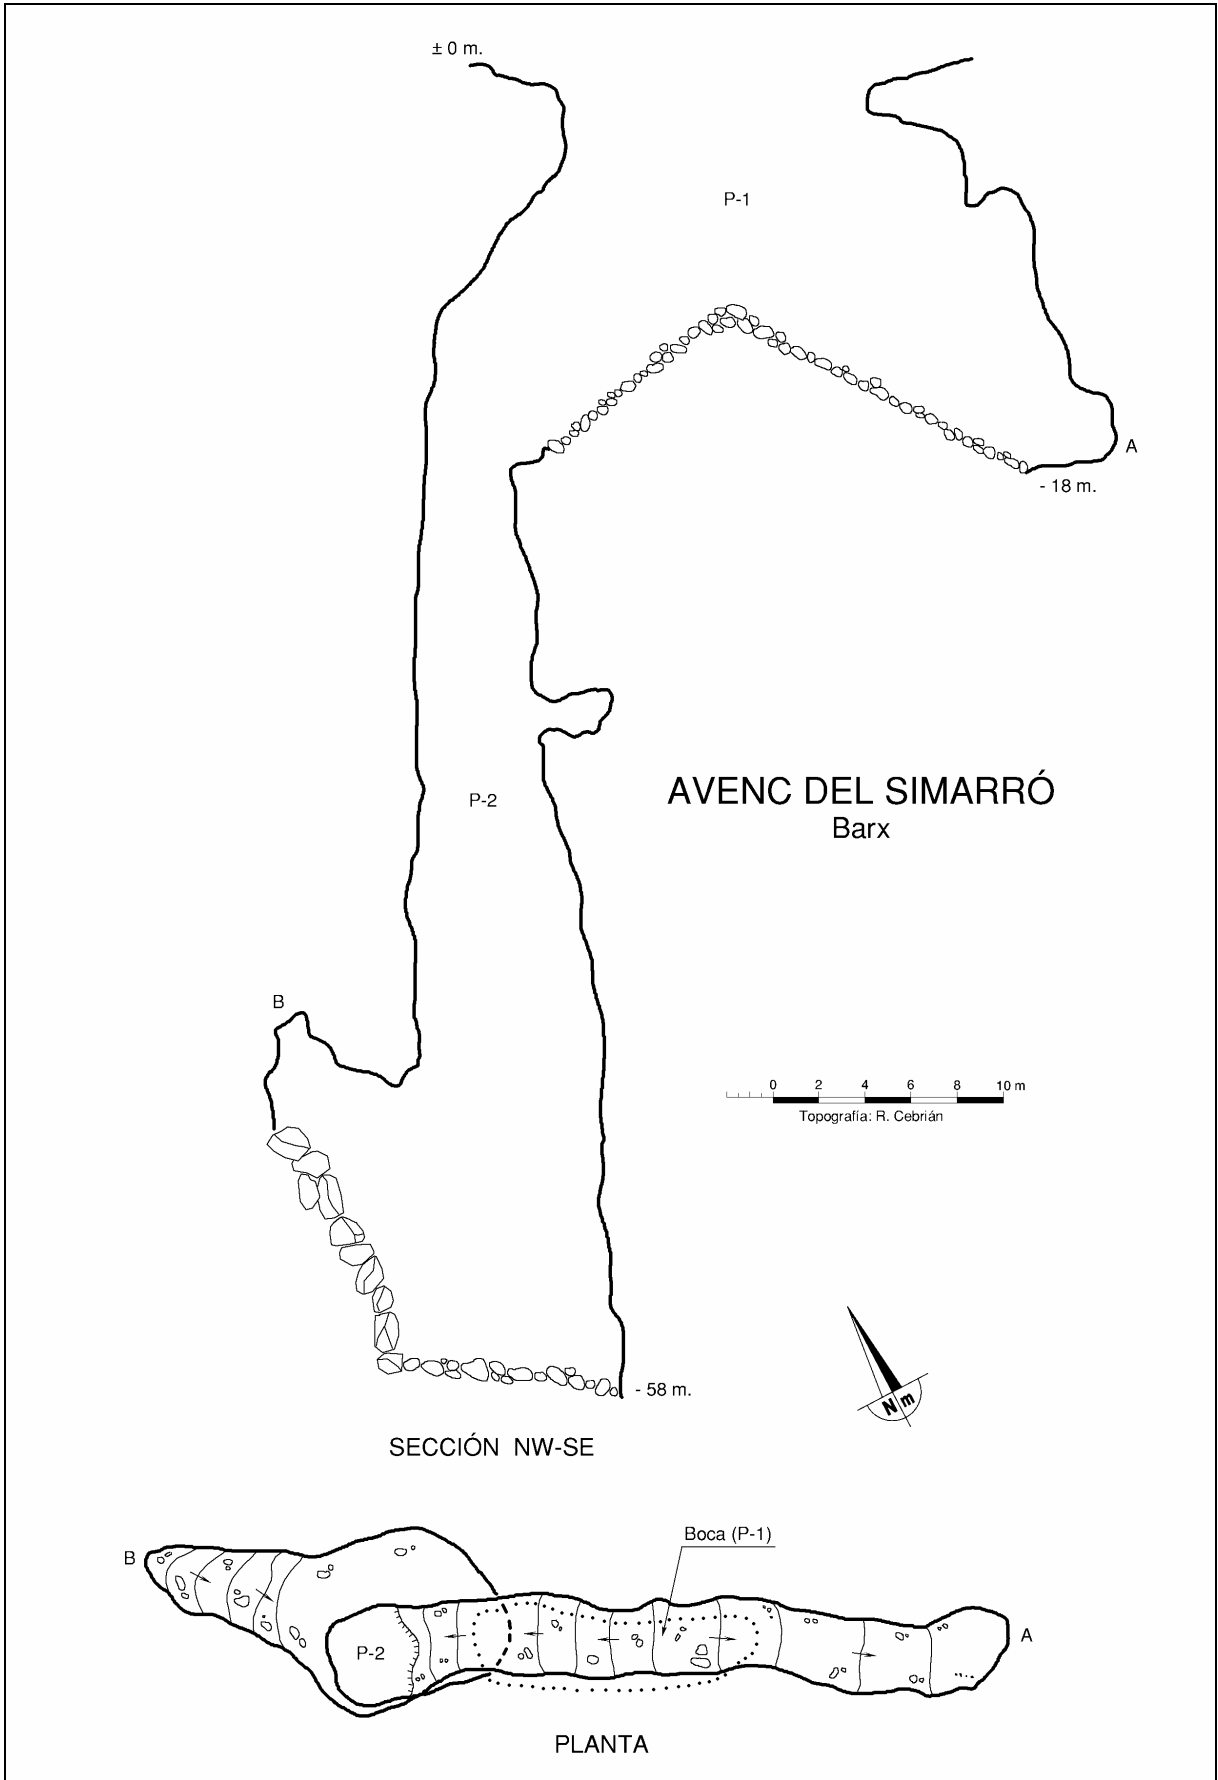 ± 0 m.
P-1
A
- 18 m.
P-2
AVENC DEL SIMARRÓ
Barx
B
0 2 4 6 8 10 m
Topografía: R. Cebrián
- 58 m.
N m
SECCIÓN NW-SE
Boca (P-1)
B
A
P-2
PLANTA